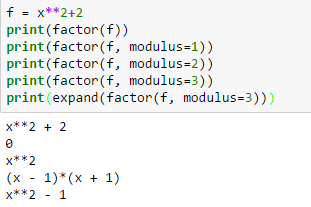 f = x**2+2
print(factor(f))
print(factor(f, modulus=1))
print(factor(f, modulus=2))
print(factor(f, modulus=3))
print(expand(factor(f, modulus=3)))
x**2 + 2
0
x**2
(x - 1)*(x + 1)
x**2 - 1